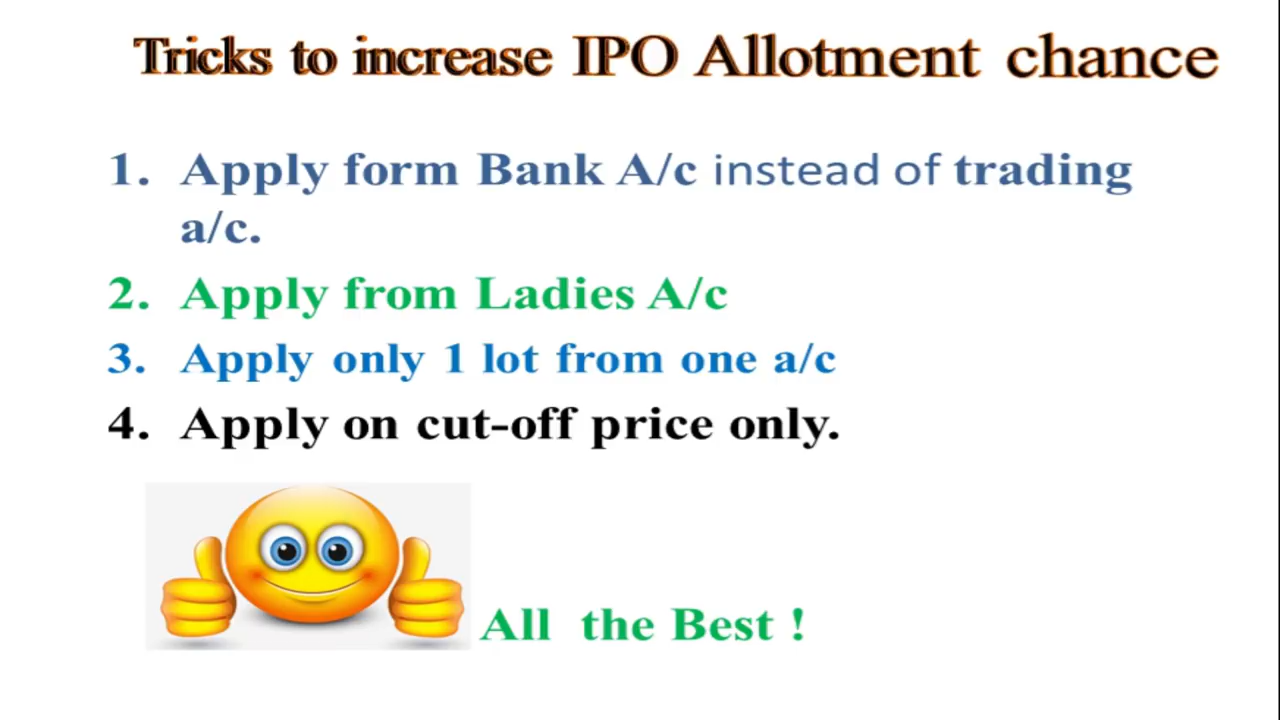 Tricks to increase IPO Allotment chance
1. Apply form Bank A/c instead of trading
a/c.
2. Apply from Ladies A/c
3. Apply only 1 lot from one a/c
4. Apply on cut-off price only.
All the Best !